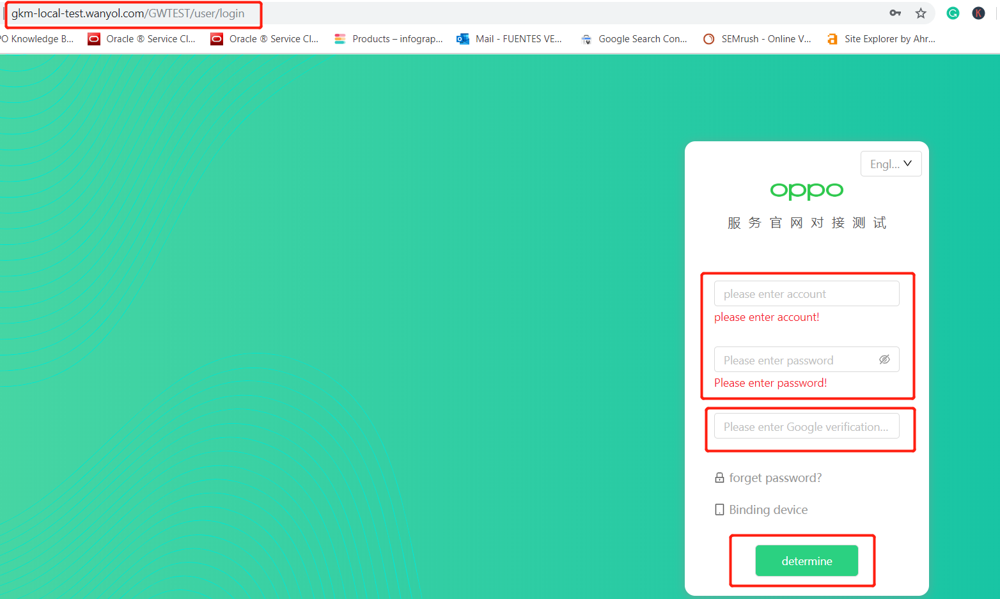 gkm-local-test.wanyol.com/GWTEST/user/login
PO Knowledge B...
Oracle ® Service Cl...
Oracle ® Service Cl...
Products – infograp...
Mail - FUENTES VE...
Google Search Con...
SEMrush - Online V...
Site Explorer by Ahr...
G
K
Engl...
oppo
服务官网对接测试
please enter account
please enter account!
Please enter password
Please enter password!
Please enter Google verification...
forget password?
Binding device
determine